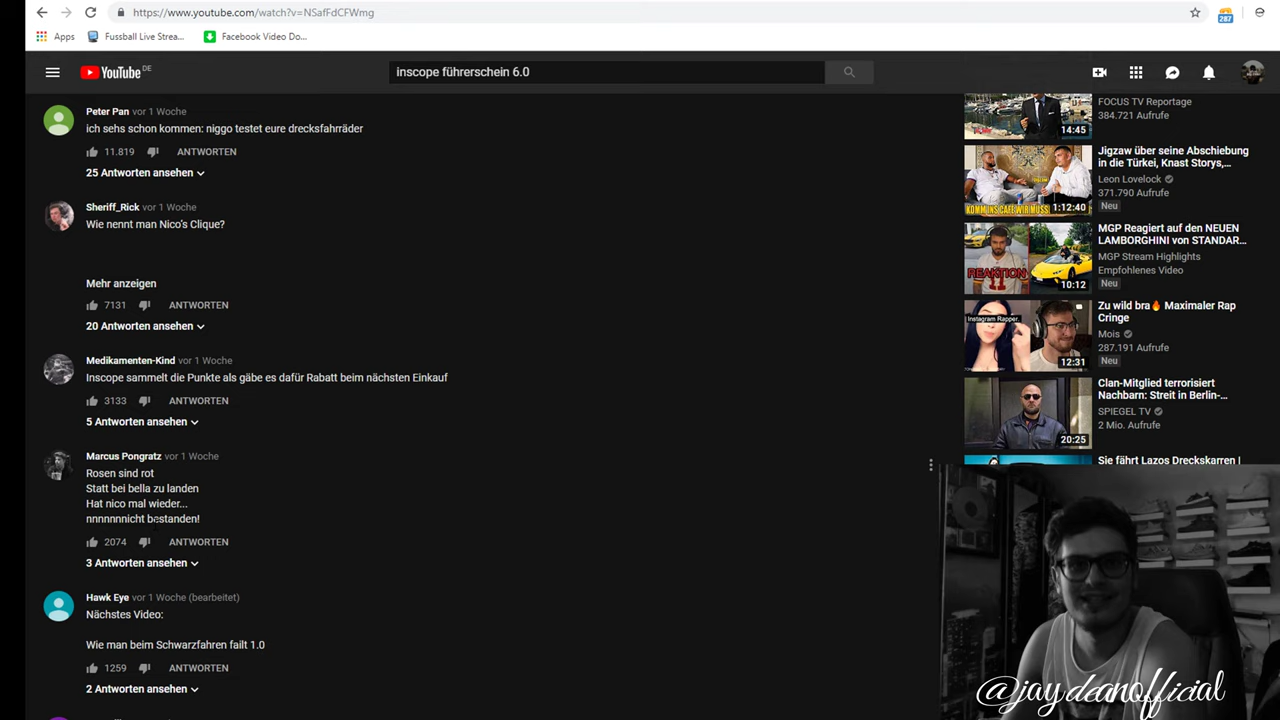 https://www.youtube.com/watch?v=NSafFdCFWmg
287
Apps
Fussball Live Strea...
Facebook Video Do...
YouTube DE
inscope führerschein 6.0
Peter Pan vor 1 Woche
ich sehs schon kommen: niggo testet eure drecksfahrräder
11.819 ANTWORTEN
25 Antworten ansehen
Sheriff_Rick vor 1 Woche
Wie nennt man Nico's Clique?
Mehr anzeigen
7131 ANTWORTEN
20 Antworten ansehen
Medikamenten-Kind vor 1 Woche
Inscope sammelt die Punkte als gäbe es dafür Rabatt beim nächsten Einkauf
3133 ANTWORTEN
5 Antworten ansehen
Marcus Pongratz vor 1 Woche
Rosen sind rot
Statt bei bella zu landen
Hat nico mal wieder...
nnnnnnnicht bestanden!
2074 ANTWORTEN
3 Antworten ansehen
Hawk Eye vor 1 Woche (bearbeitet)
Nächstes Video:
Wie man beim Schwarzfahren failt 1.0
1259 ANTWORTEN
2 Antworten ansehen
FOCUS TV Reportage
384.721 Aufrufe
14:45
Jigzaw über seine Abschiebung
in die Türkei, Knast Storys,...
Leon Lovelock
371.790 Aufrufe
Neu
KOMM INS CAFE WIR MUSS
1:12:40
MGP Reagiert auf den NEUEN
LAMBORGHINI von STANDAR...
MGP Stream Highlights
Empfohlenes Video
Neu
REAKTION
11
10:12
Zu wild bra🔥 Maximaler Rap
Cringe
Mois
287.191 Aufrufe
Neu
Instagram Rapper.
12:31
Clan-Mitglied terrorisiert
Nachbarn: Streit in Berlin-...
SPIEGEL TV
2 Mio. Aufrufe
20:25
Sie fährt Lazos Dreckskarren |
@jaydeanofficial